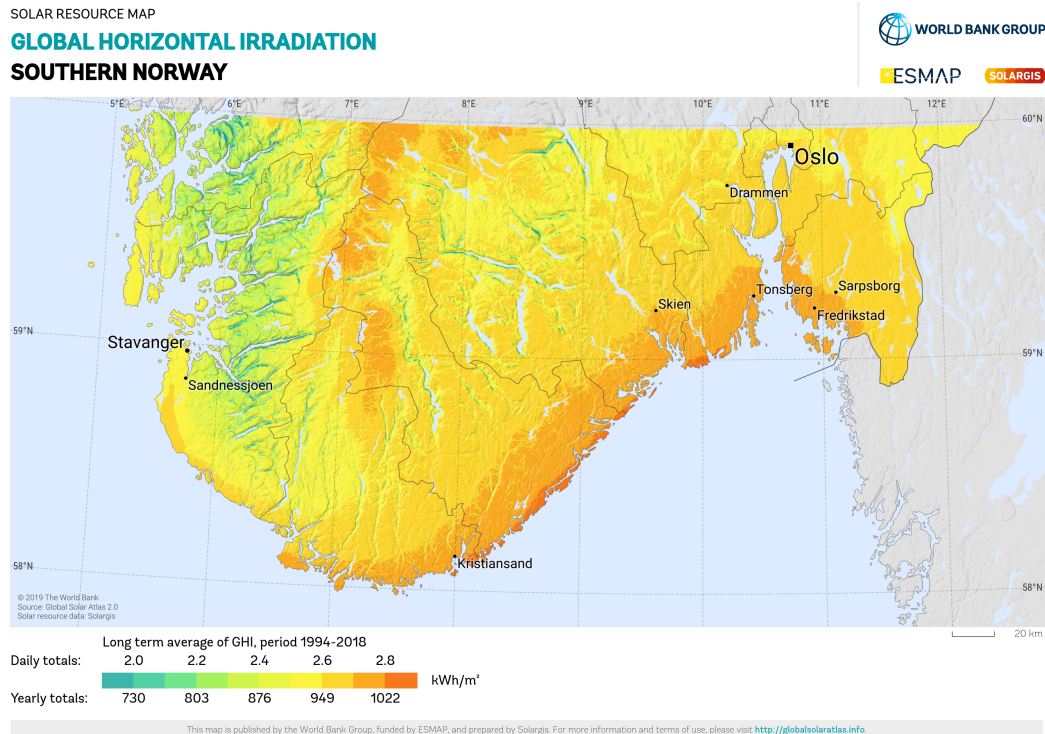 SOLAR RESOURCE MAP
GLOBAL HORIZONTAL IRRADIATION
SOUTHERN NORWAY
WORLD BANK GROUP
ESMAP
SOLARGIS
5°E 6°E 7°E 8°E 9°E 10°E 11°E 12°E
60°N
Oslo
Drammen
Tonsberg
Sarpsborg
Skien
Fredrikstad
59°N
Stavanger
59°N
Sandnessjoen
Kristiansand
58°N
58°N
© 2019 The World Bank
Source: Global Solar Atlas 2.0
Solar resource data: Solargis
20 km
Long term average of GHI, period 1994-2018
Daily totals: 2.0 2.2 2.4 2.6 2.8
kWh/m²
Yearly totals: 730 803 876 949 1022
This map is published by the World Bank Group, funded by ESMAP, and prepared by Solargis. For more information and terms of use, please visit http://globalsolaratlas.info.